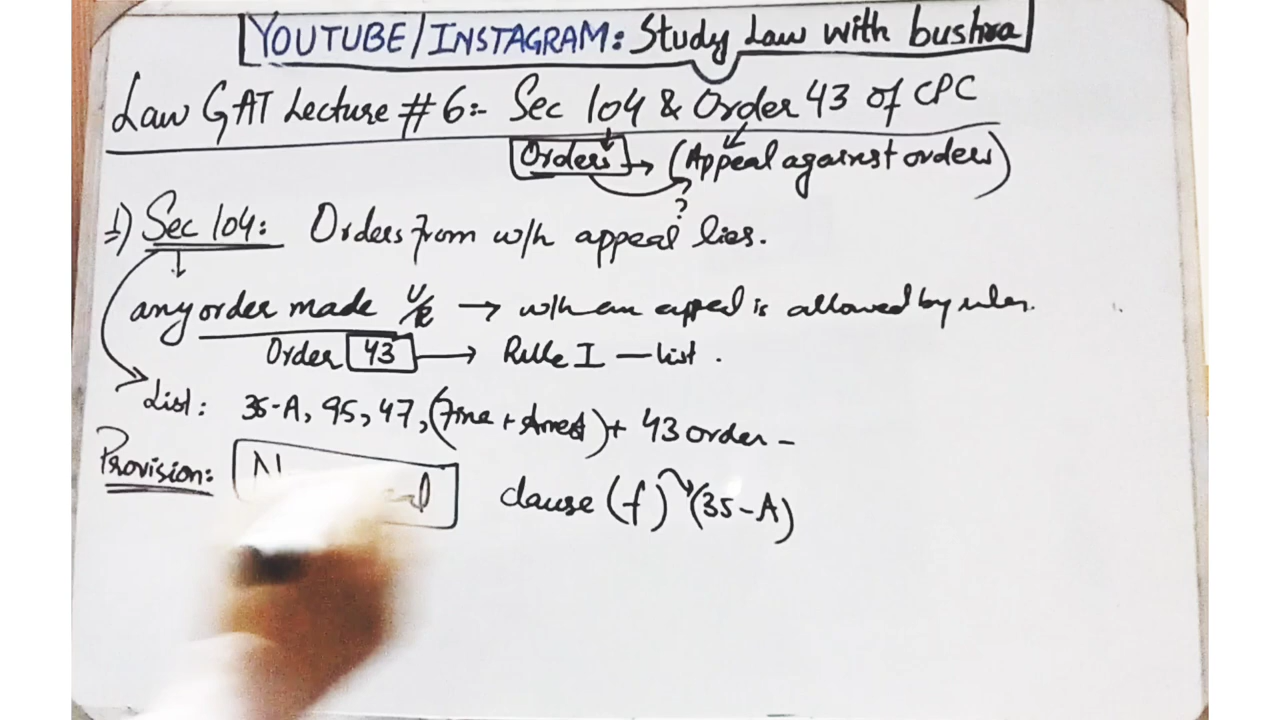 YOUTUBE/INSTAGRAM: Study Law with bushra
Law GAT Lecture # 6:- Sec 104 & Order 43 of CPC
Orders → (Appeal against orders)
?
1) Sec 104: Orders from w/h appeal lies.
any order made U/R → w/h an appeal is allowed by rules.
Order 43 → Rule I — list.
List: 35-A, 95, 47, (Fine + Arrest) + 43 order -
Provision: clause (f) (35-A)